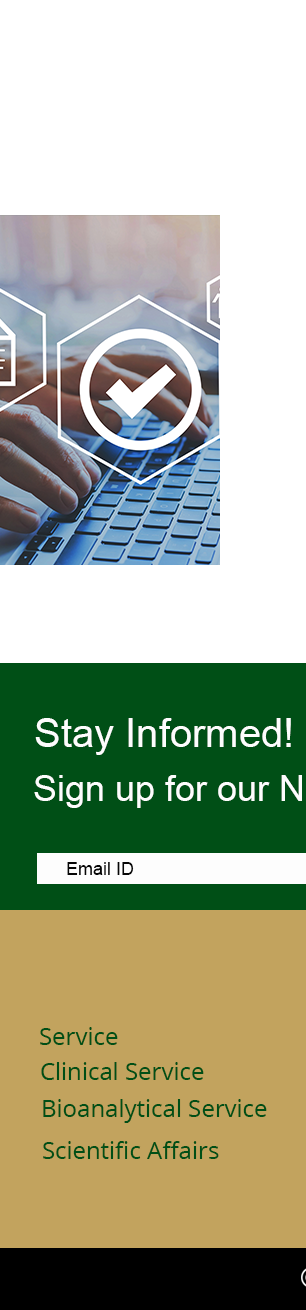 Stay Informed!
Sign up for our N
Email ID
Service
Clinical Service
Bioanalytical Service
Scientific Affairs
©